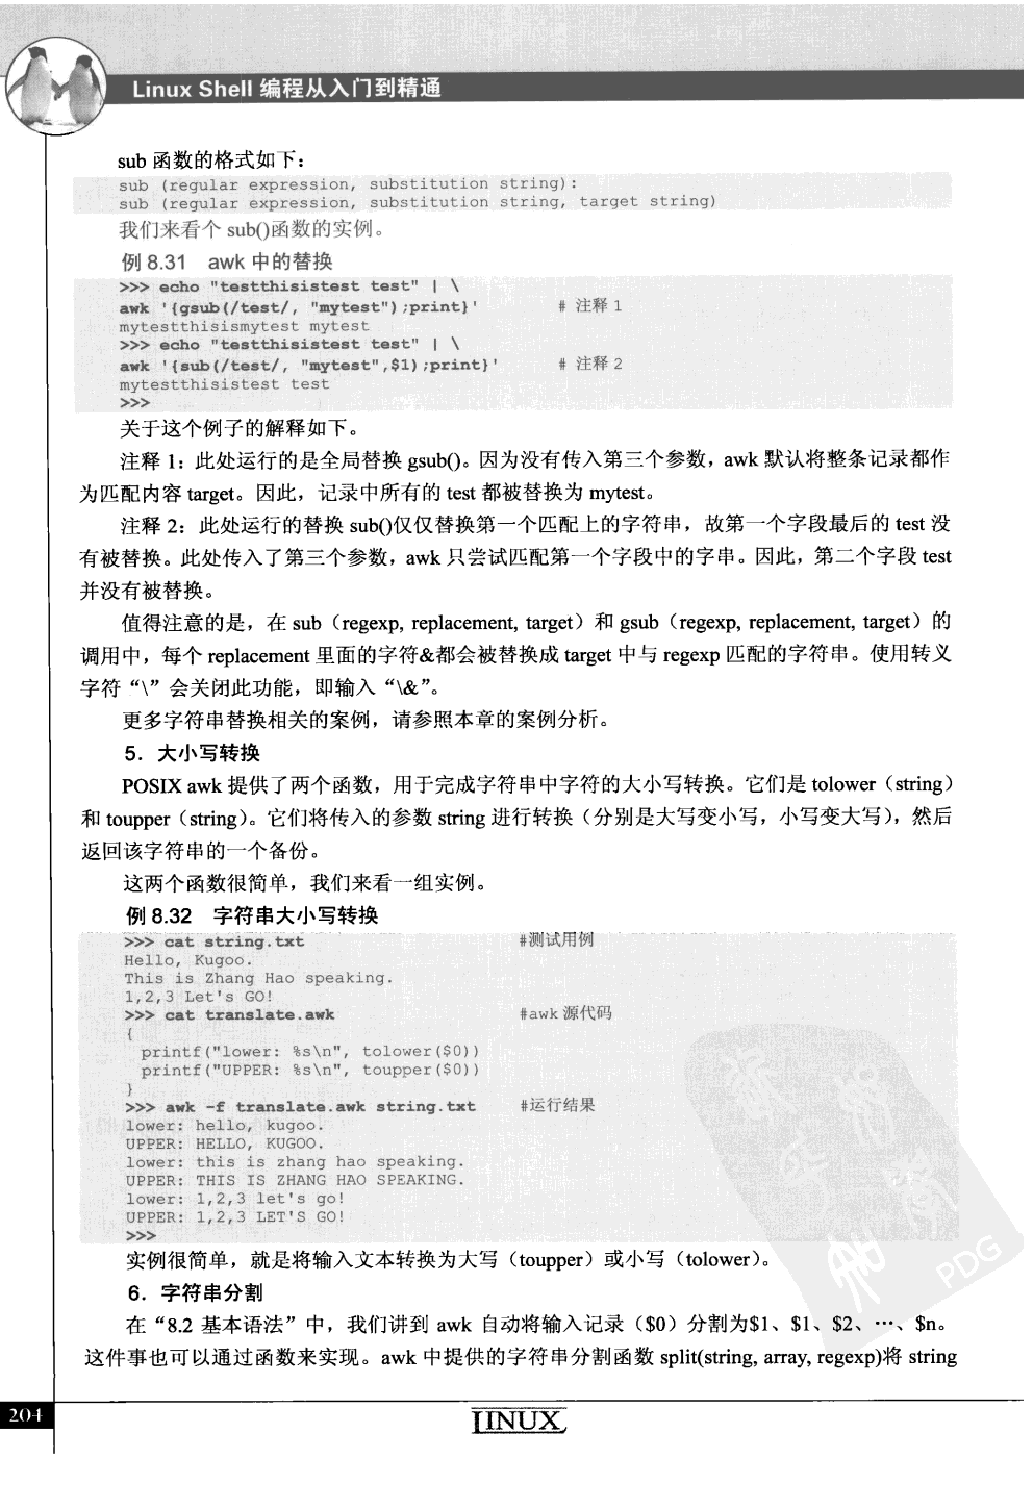 Linux Shell 编程从入门到精通
sub 函数的格式如下：
sub (regular expression, substitution string):
sub (regular expression, substitution string, target string)
我们来看个 sub()函数的实例。
例 8.31 awk 中的替换
>>> echo "testthisistest test" | \
awk '{gsub(/test/, "mytest");print}' # 注释 1
mytestthisismytest mytest
>>> echo "testthisistest test" | \
awk '{sub(/test/, "mytest",$1);print}' # 注释 2
mytestthisistest test
>>>
关于这个例子的解释如下。
注释 1：此处运行的是全局替换 gsub()。因为没有传入第三个参数，awk 默认将整条记录都作
为匹配内容 target。因此，记录中所有的 test 都被替换为 mytest。
注释 2：此处运行的替换 sub()仅仅替换第一个匹配上的字符串，故第一个字段最后的 test 没
有被替换。此处传入了第三个参数，awk 只尝试匹配第一个字段中的字串。因此，第二个字段 test
并没有被替换。
值得注意的是，在 sub（regexp, replacement, target）和 gsub（regexp, replacement, target）的
调用中，每个 replacement 里面的字符&都会被替换成 target 中与 regexp 匹配的字符串。使用转义
字符“\”会关闭此功能，即输入“\&”。
更多字符串替换相关的案例，请参照本章的案例分析。
5．大小写转换
POSIX awk 提供了两个函数，用于完成字符串中字符的大小写转换。它们是 tolower（string）
和 toupper（string）。它们将传入的参数 string 进行转换（分别是大写变小写，小写变大写），然后
返回该字符串的一个备份。
这两个函数很简单，我们来看一组实例。
例 8.32 字符串大小写转换
>>> cat string.txt #测试用例
Hello, Kugoo.
This is Zhang Hao speaking.
1,2,3 Let's GO!
>>> cat translate.awk #awk 源代码
{
printf("lower: %s\n", tolower($0))
printf("UPPER: %s\n", toupper($0))
}
>>> awk -f translate.awk string.txt #运行结果
lower: hello, kugoo.
UPPER: HELLO, KUGOO.
lower: this is zhang hao speaking.
UPPER: THIS IS ZHANG HAO SPEAKING.
lower: 1,2,3 let's go!
UPPER: 1,2,3 LET'S GO!
>>>
实例很简单，就是将输入文本转换为大写（toupper）或小写（tolower）。
6．字符串分割
在“8.2 基本语法”中，我们讲到 awk 自动将输入记录（$0）分割为$1、$1、$2、…、$n。
这件事也可以通过函数来实现。awk 中提供的字符串分割函数 split(string, array, regexp)将 string
PDG
204
LINUX